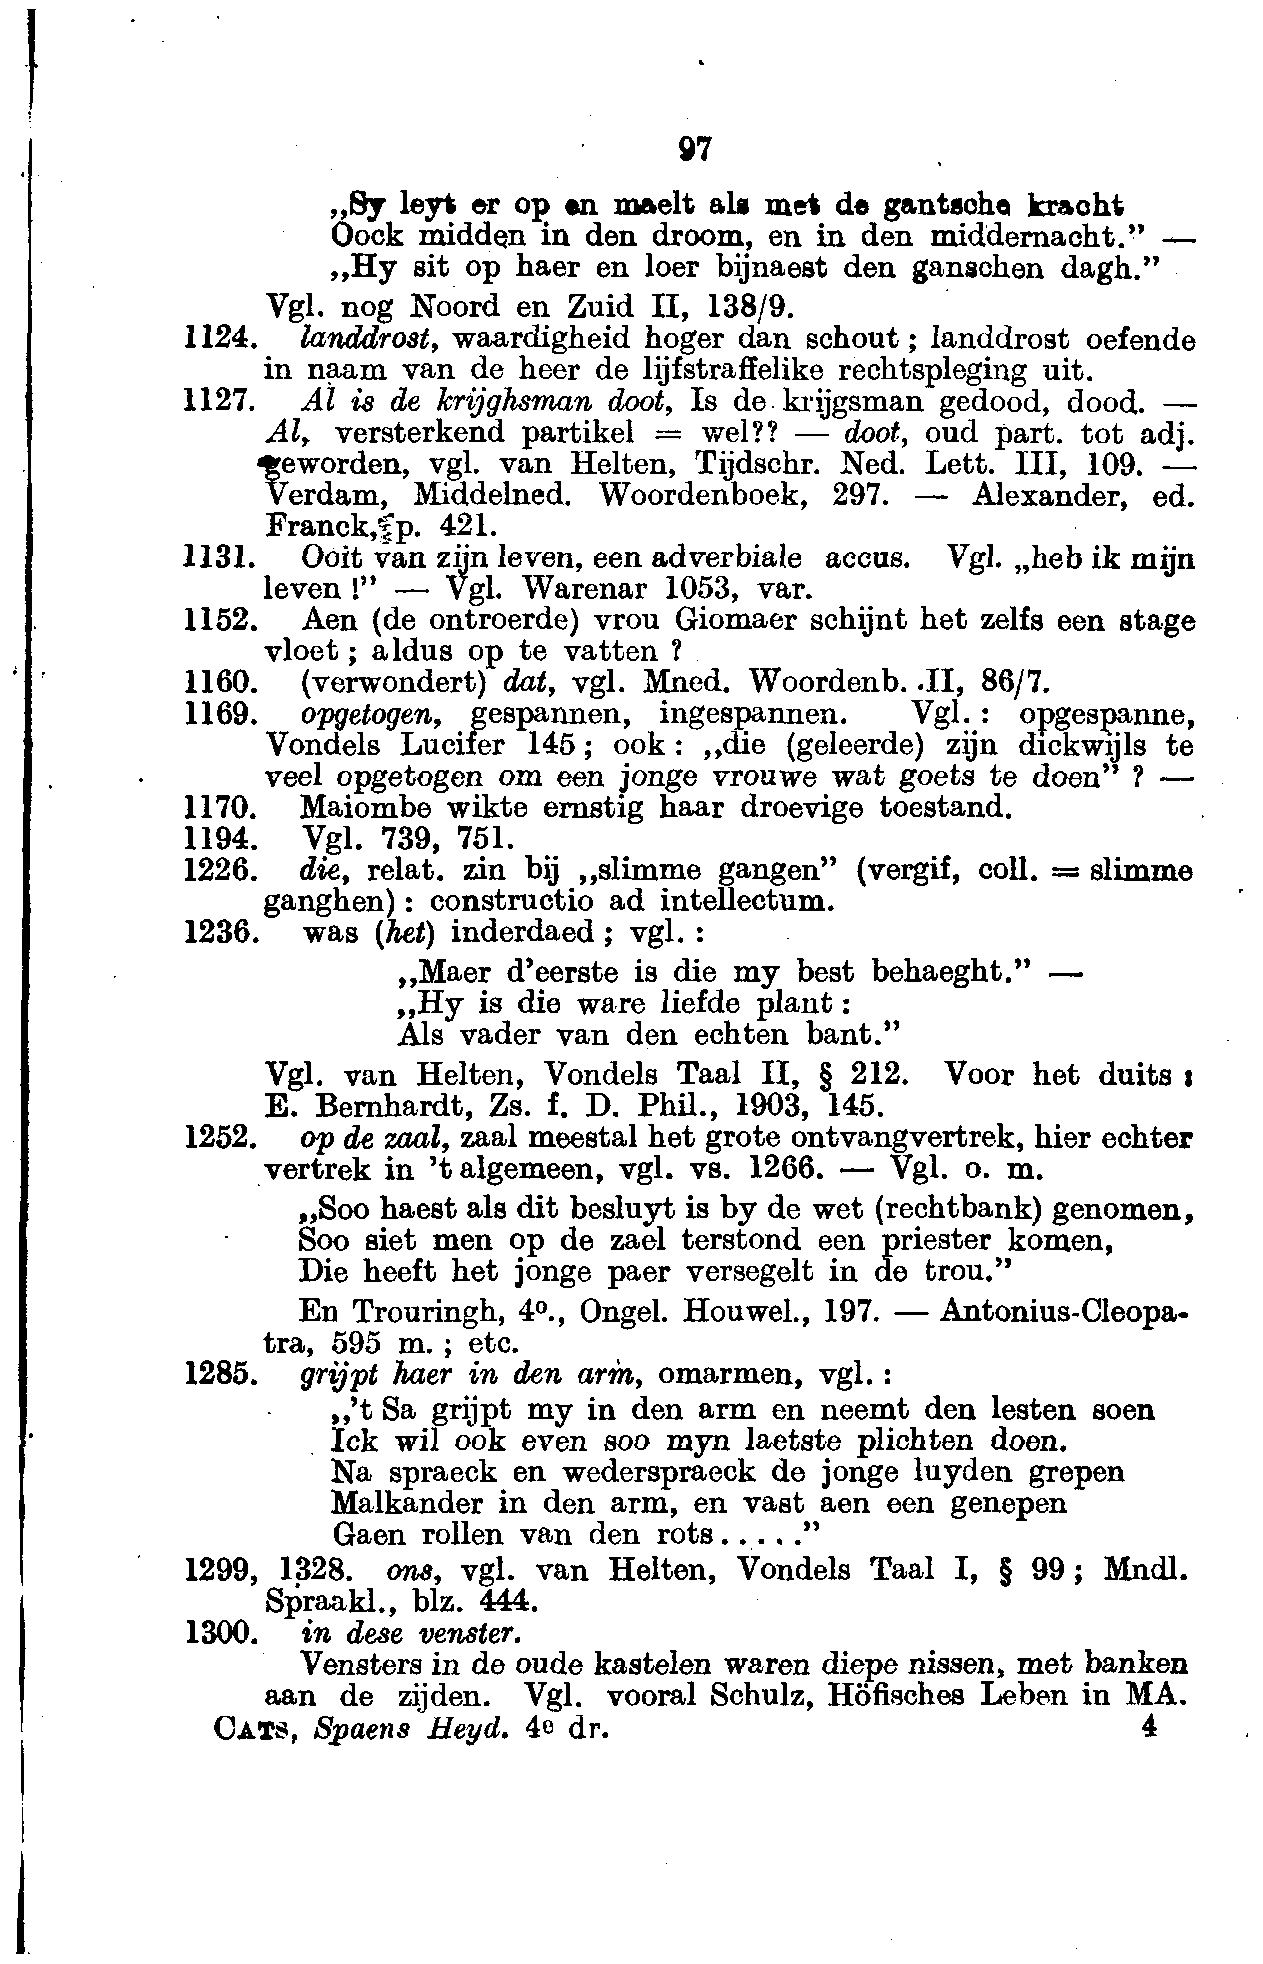 97
„Sy leyt er op en maelt als met de gantsche kracht
Oock midden in den droom, en in den middernacht.” —
„Hy sit op haer en loer bijnaest den ganschen dagh.”
Vgl. nog Noord en Zuid II, 138/9.
1124. landdrost, waardigheid hoger dan schout ; landdrost oefende
in naam van de heer de lijfstraffelike rechtspleging uit.
1127. Al is de krijghsman doot, Is de krijgsman gedood, dood. —
Al, versterkend partikel = wel?? — doot, oud part. tot adj.
geworden, vgl. van Helten, Tijdschr. Ned. Lett. III, 109. —
Verdam, Middelned. Woordenboek, 297. — Alexander, ed.
Franck, p. 421.
1131. Ooit van zijn leven, een adverbiale accus. Vgl. „heb ik mijn
leven !” — Vgl. Warenar 1053, var.
1152. Aen (de ontroerde) vrou Giomaer schijnt het zelfs een stage
vloet ; aldus op te vatten ?
1160. (verwondert) dat, vgl. Mned. Woordenb. II, 86/7.
1169. opgetogen, gespannen, ingespannen. Vgl. : opgespanne,
Vondels Lucifer 145 ; ook : „die (geleerde) zijn dickwijls te
veel opgetogen om een jonge vrouwe wat goets te doen” ? —
1170. Maiombe wikte ernstig haar droevige toestand.
1194. Vgl. 739, 751.
1226. die, relat. zin bij „slimme gangen” (vergif, coll. = slimme
ganghen) : constructio ad intellectum.
1236. was (het) inderdaed ; vgl. :
„Maer d’eerste is die my best behaeght.” —
„Hy is die ware liefde plant :
Als vader van den echten bant.”
Vgl. van Helten, Vondels Taal II, § 212. Voor het duits :
E. Bernhardt, Zs. f. D. Phil., 1903, 145.
1252. op de zaal, zaal meestal het grote ontvangvertrek, hier echter
vertrek in ’t algemeen, vgl. vs. 1266. — Vgl. o. m.
„Soo haest als dit besluyt is by de wet (rechtbank) genomen,
Soo siet men op de zael terstond een priester komen,
Die heeft het jonge paer versegelt in de trou.”
En Trouringh, 4o., Ongel. Houwel., 197. — Antonius-Cleopa-
tra, 595 m. ; etc.
1285. grijpt haer in den arm, omarmen, vgl. :
„’t Sa grijpt my in den arm en neemt den lesten soen
Ick wil ook even soo myn laetste plichten doen.
Na spraeck en wederspraeck de jonge luyden grepen
Malkander in den arm, en vast aen een genepen
Gaen rollen van den rots . . . . .”
1299, 1328. ons, vgl. van Helten, Vondels Taal I, § 99 ; Mndl.
Spraakl., blz. 444.
1300. in dese venster.
Vensters in de oude kastelen waren diepe nissen, met banken
aan de zijden. Vgl. vooral Schulz, Höfisches Leben in MA.
CATS, Spaens Heyd. 4e dr. 4